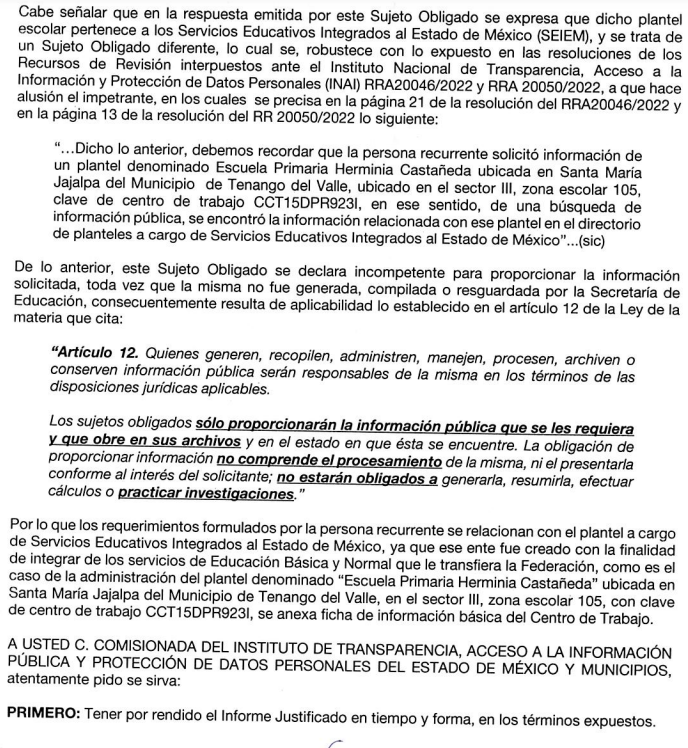 Cabe señalar que en la respuesta emitida por este Sujeto Obligado se expresa que dicho plantel
escolar pertenece a los Servicios Educativos Integrados al Estado de México (SEIEM), y se trata de
un Sujeto Obligado diferente, lo cual se, robustece con lo expuesto en las resoluciones de los
Recursos de Revisión interpuestos ante el Instituto Nacional de Transparencia, Acceso a la
Información y Protección de Datos Personales (INAI) RRA20046/2022 y RRA 20050/2022, a que hace
alusión el impetrante, en los cuales se precisa en la página 21 de la resolución del RRA20046/2022 y
en la página 13 de la resolución del RR 20050/2022 lo siguiente:
“…Dicho lo anterior, debemos recordar que la persona recurrente solicitó información de
un plantel denominado Escuela Primaria Herminia Castañeda ubicada en Santa María
Jajalpa del Municipio de Tenango del Valle, ubicado en el sector III, zona escolar 105,
clave de centro de trabajo CCT15DPR923I, en ese sentido, de una búsqueda de
información pública, se encontró la información relacionada con ese plantel en el directorio
de planteles a cargo de Servicios Educativos Integrados al Estado de México”…(sic)
De lo anterior, este Sujeto Obligado se declara incompetente para proporcionar la información
solicitada, toda vez que la misma no fue generada, compilada o resguardada por la Secretaría de
Educación, consecuentemente resulta de aplicabilidad lo establecido en el artículo 12 de la Ley de la
materia que cita:
“Artículo 12. Quienes generen, recopilen, administren, manejen, procesen, archiven o
conserven información pública serán responsables de la misma en los términos de las
disposiciones jurídicas aplicables.
Los sujetos obligados sólo proporcionarán la información pública que se les requiera
y que obre en sus archivos y en el estado en que ésta se encuentre. La obligación de
proporcionar información no comprende el procesamiento de la misma, ni el presentarla
conforme al interés del solicitante; no estarán obligados a generarla, resumirla, efectuar
cálculos o practicar investigaciones.”
Por lo que los requerimientos formulados por la persona recurrente se relacionan con el plantel a cargo
de Servicios Educativos Integrados al Estado de México, ya que ese ente fue creado con la finalidad
de integrar de los servicios de Educación Básica y Normal que le transfiera la Federación, como es el
caso de la administración del plantel denominado “Escuela Primaria Herminia Castañeda” ubicada en
Santa María Jajalpa del Municipio de Tenango del Valle, en el sector III, zona escolar 105, con clave
de centro de trabajo CCT15DPR923I, se anexa ficha de información básica del Centro de Trabajo.
A USTED C. COMISIONADA DEL INSTITUTO DE TRANSPARENCIA, ACCESO A LA INFORMACIÓN
PÚBLICA Y PROTECCIÓN DE DATOS PERSONALES DEL ESTADO DE MÉXICO Y MUNICIPIOS,
atentamente pido se sirva:
PRIMERO: Tener por rendido el Informe Justificado en tiempo y forma, en los términos expuestos.